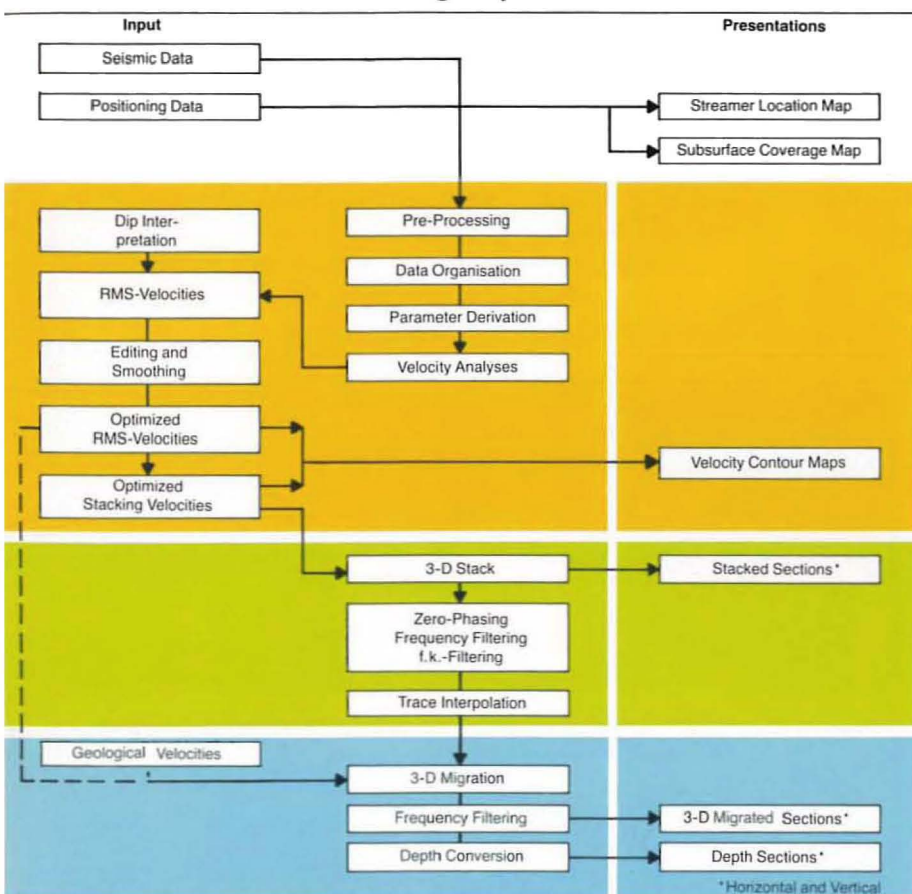 Input
Presentations
Seismic Data
Positioning Data
Streamer Location Map
Subsurface Coverage Map
Dip Inter-
pretation
Pre-Processing
Data Organisation
RMS-Velocities
Parameter Derivation
Editing and
Smoothing
Velocity Analyses
Optimized
RMS-Velocities
Velocity Contour Maps
Optimized
Stacking Velocities
3-D Stack
Stacked Sections*
Zero-Phasing
Frequency Filtering
f.k.-Filtering
Trace Interpolation
Geological Velocities
3-D Migration
Frequency Filtering
3-D Migrated Sections*
Depth Conversion
Depth Sections*
*Horizontal and Vertical